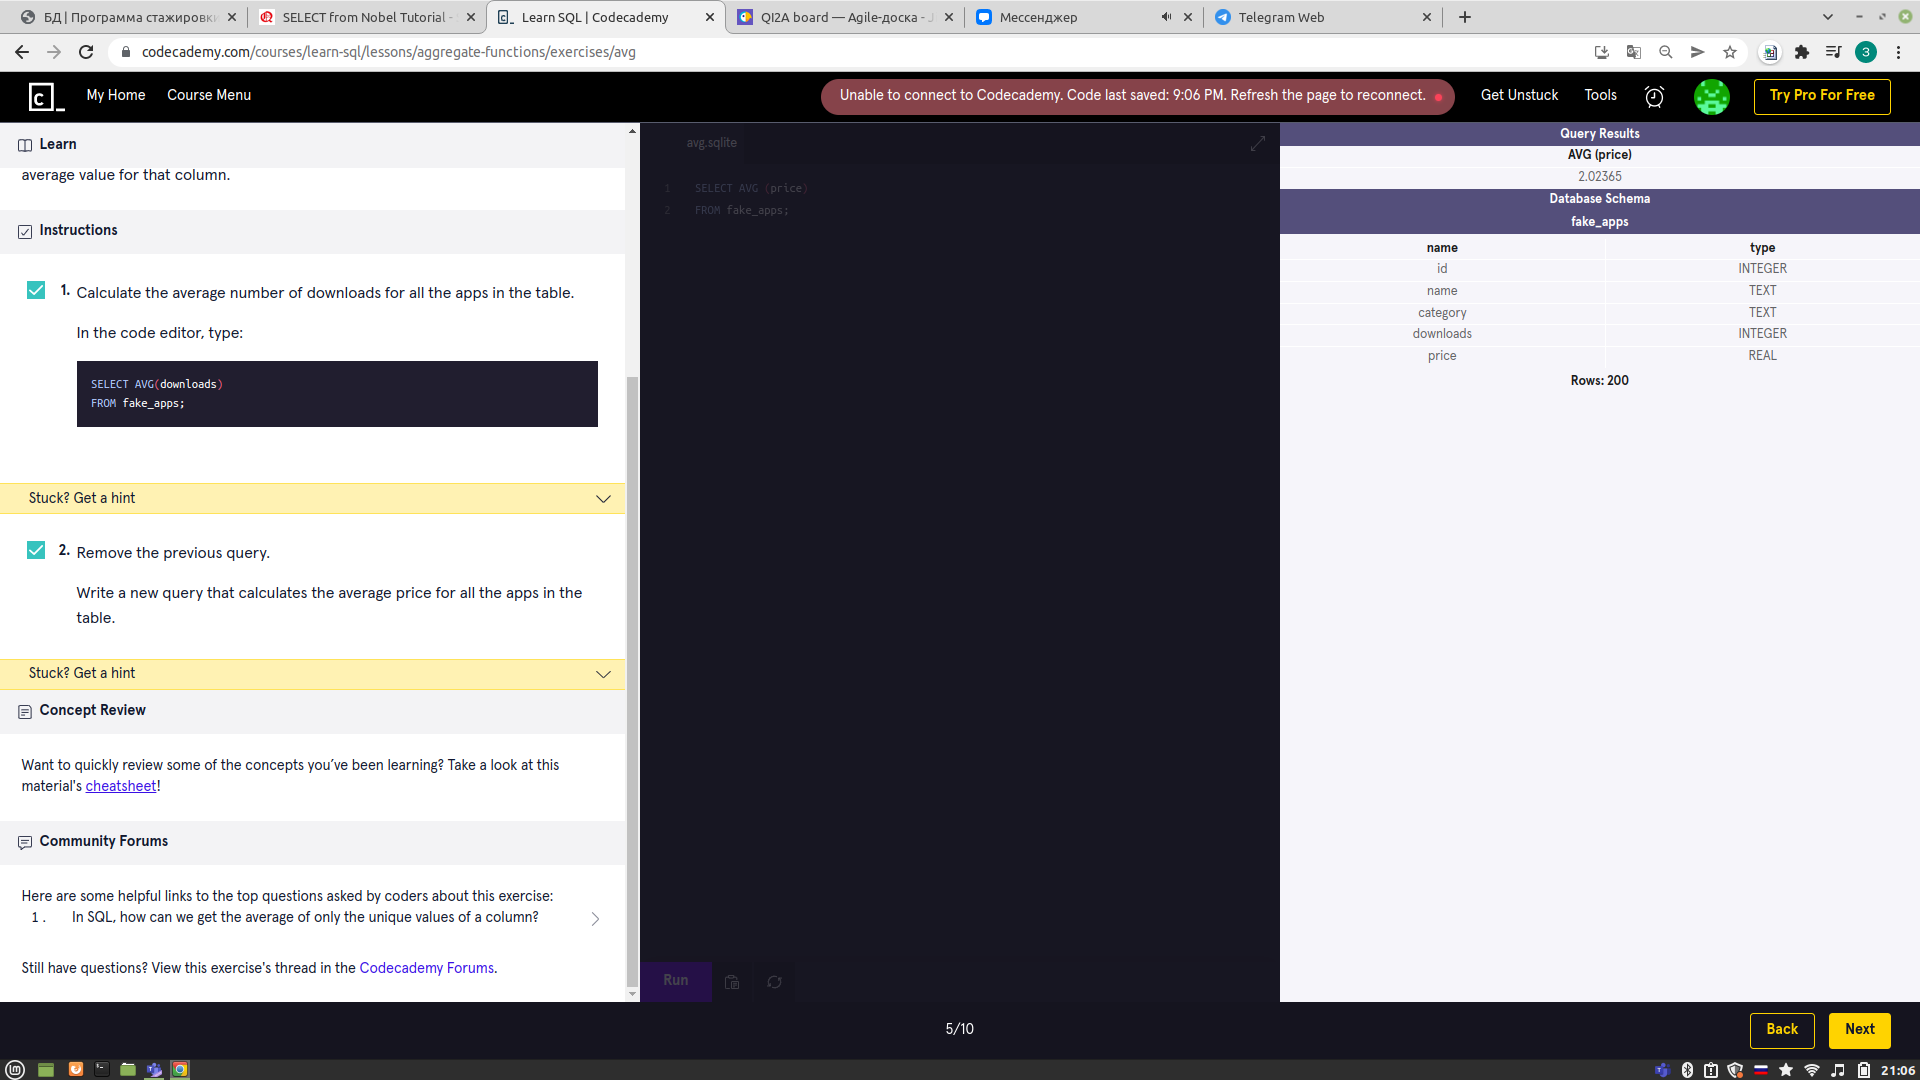 БД | Программа стажировки
SELECT from Nobel Tutorial -
Learn SQL | Codecademy
QI2A board — Agile-доска - J
Мессенджер
Telegram Web
codecademy.com/courses/learn-sql/lessons/aggregate-functions/exercises/avg
3
My Home
Course Menu
Unable to connect to Codecademy. Code last saved: 9:06 PM. Refresh the page to reconnect.
Get Unstuck
Tools
Try Pro For Free
Learn
average value for that column.
Instructions
1. Calculate the average number of downloads for all the apps in the table.
In the code editor, type:
SELECT AVG(downloads)
FROM fake_apps;
Stuck? Get a hint
2. Remove the previous query.
Write a new query that calculates the average price for all the apps in the
table.
Stuck? Get a hint
Concept Review
Want to quickly review some of the concepts you’ve been learning? Take a look at this
material's cheatsheet!
Community Forums
Here are some helpful links to the top questions asked by coders about this exercise:
1. In SQL, how can we get the average of only the unique values of a column?
Still have questions? View this exercise's thread in the Codecademy Forums.
avg.sqlite
1 SELECT AVG (price)
2 FROM fake_apps;
Run
Query Results
AVG (price)
2.02365
Database Schema
fake_apps
name type
id INTEGER
name TEXT
category TEXT
downloads INTEGER
price REAL
Rows: 200
5/10
Back
Next
21:06